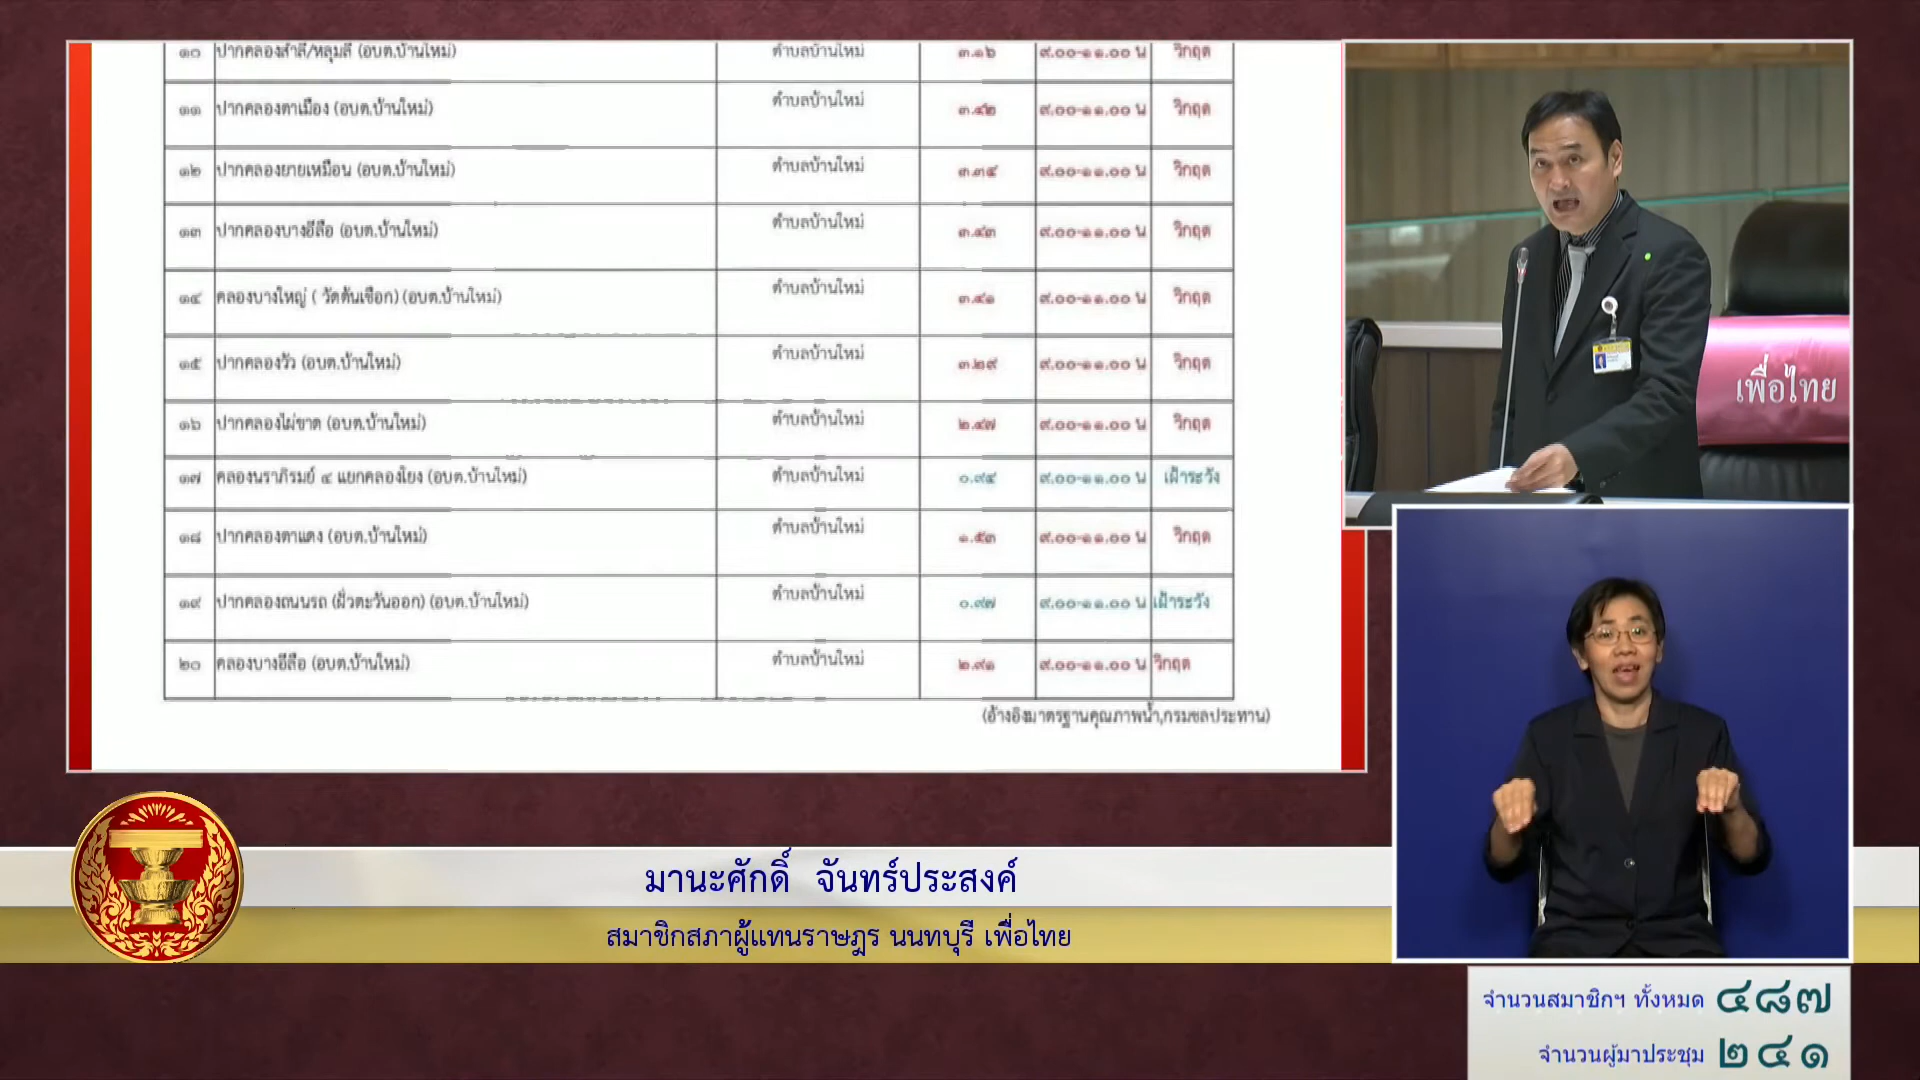 ๑๐ ปากคลองสำลี/หลุมลี (อบต.บ้านใหม่) ตำบลบ้านใหม่ ๓.๑๖ ๙.๐๐-๑๑.๐๐ น วิกฤต
๑๑ ปากคลองตาเมือง (อบต.บ้านใหม่) ตำบลบ้านใหม่ ๓.๔๒ ๙.๐๐-๑๑.๐๐ น วิกฤต
๑๒ ปากคลองยายเหมือน (อบต.บ้านใหม่) ตำบลบ้านใหม่ ๓.๓๔ ๙.๐๐-๑๑.๐๐ น วิกฤต
๑๓ ปากคลองบางอีลือ (อบต.บ้านใหม่) ตำบลบ้านใหม่ ๓.๔๓ ๙.๐๐-๑๑.๐๐ น วิกฤต
๑๔ คลองบางใหญ่ ( วัดต้นเชือก) (อบต.บ้านใหม่) ตำบลบ้านใหม่ ๓.๔๑ ๙.๐๐-๑๑.๐๐ น วิกฤต
๑๕ ปากคลองวัว (อบต.บ้านใหม่) ตำบลบ้านใหม่ ๓.๒๙ ๙.๐๐-๑๑.๐๐ น วิกฤต
๑๖ ปากคลองไผ่ขาด (อบต.บ้านใหม่) ตำบลบ้านใหม่ ๒.๔๗ ๙.๐๐-๑๑.๐๐ น วิกฤต
๑๗ คลองนราภิรมย์ ๔ แยกคลองโยง (อบต.บ้านใหม่) ตำบลบ้านใหม่ ๐.๙๔ ๙.๐๐-๑๑.๐๐ น เฝ้าระวัง
๑๘ ปากคลองตาแดง (อบต.บ้านใหม่) ตำบลบ้านใหม่ ๑.๕๓ ๙.๐๐-๑๑.๐๐ น วิกฤต
๑๙ ปากคลองถนนรถ (ฝั่งตะวันออก) (อบต.บ้านใหม่) ตำบลบ้านใหม่ ๐.๙๗ ๙.๐๐-๑๑.๐๐ น เฝ้าระวัง
๒๐ คลองบางอีลือ (อบต.บ้านใหม่) ตำบลบ้านใหม่ ๒.๙๑ ๙.๐๐-๑๑.๐๐ น วิกฤต
(อ้างอิงมาตรฐานคุณภาพน้ำ,กรมชลประทาน)
เพื่อไทย
มานะศักดิ์ จันทร์ประสงค์
สมาชิกสภาผู้แทนราษฎร นนทบุรี เพื่อไทย
จำนวนสมาชิกฯ ทั้งหมด ๔๘๗
จำนวนผู้มาประชุม ๒๔๑